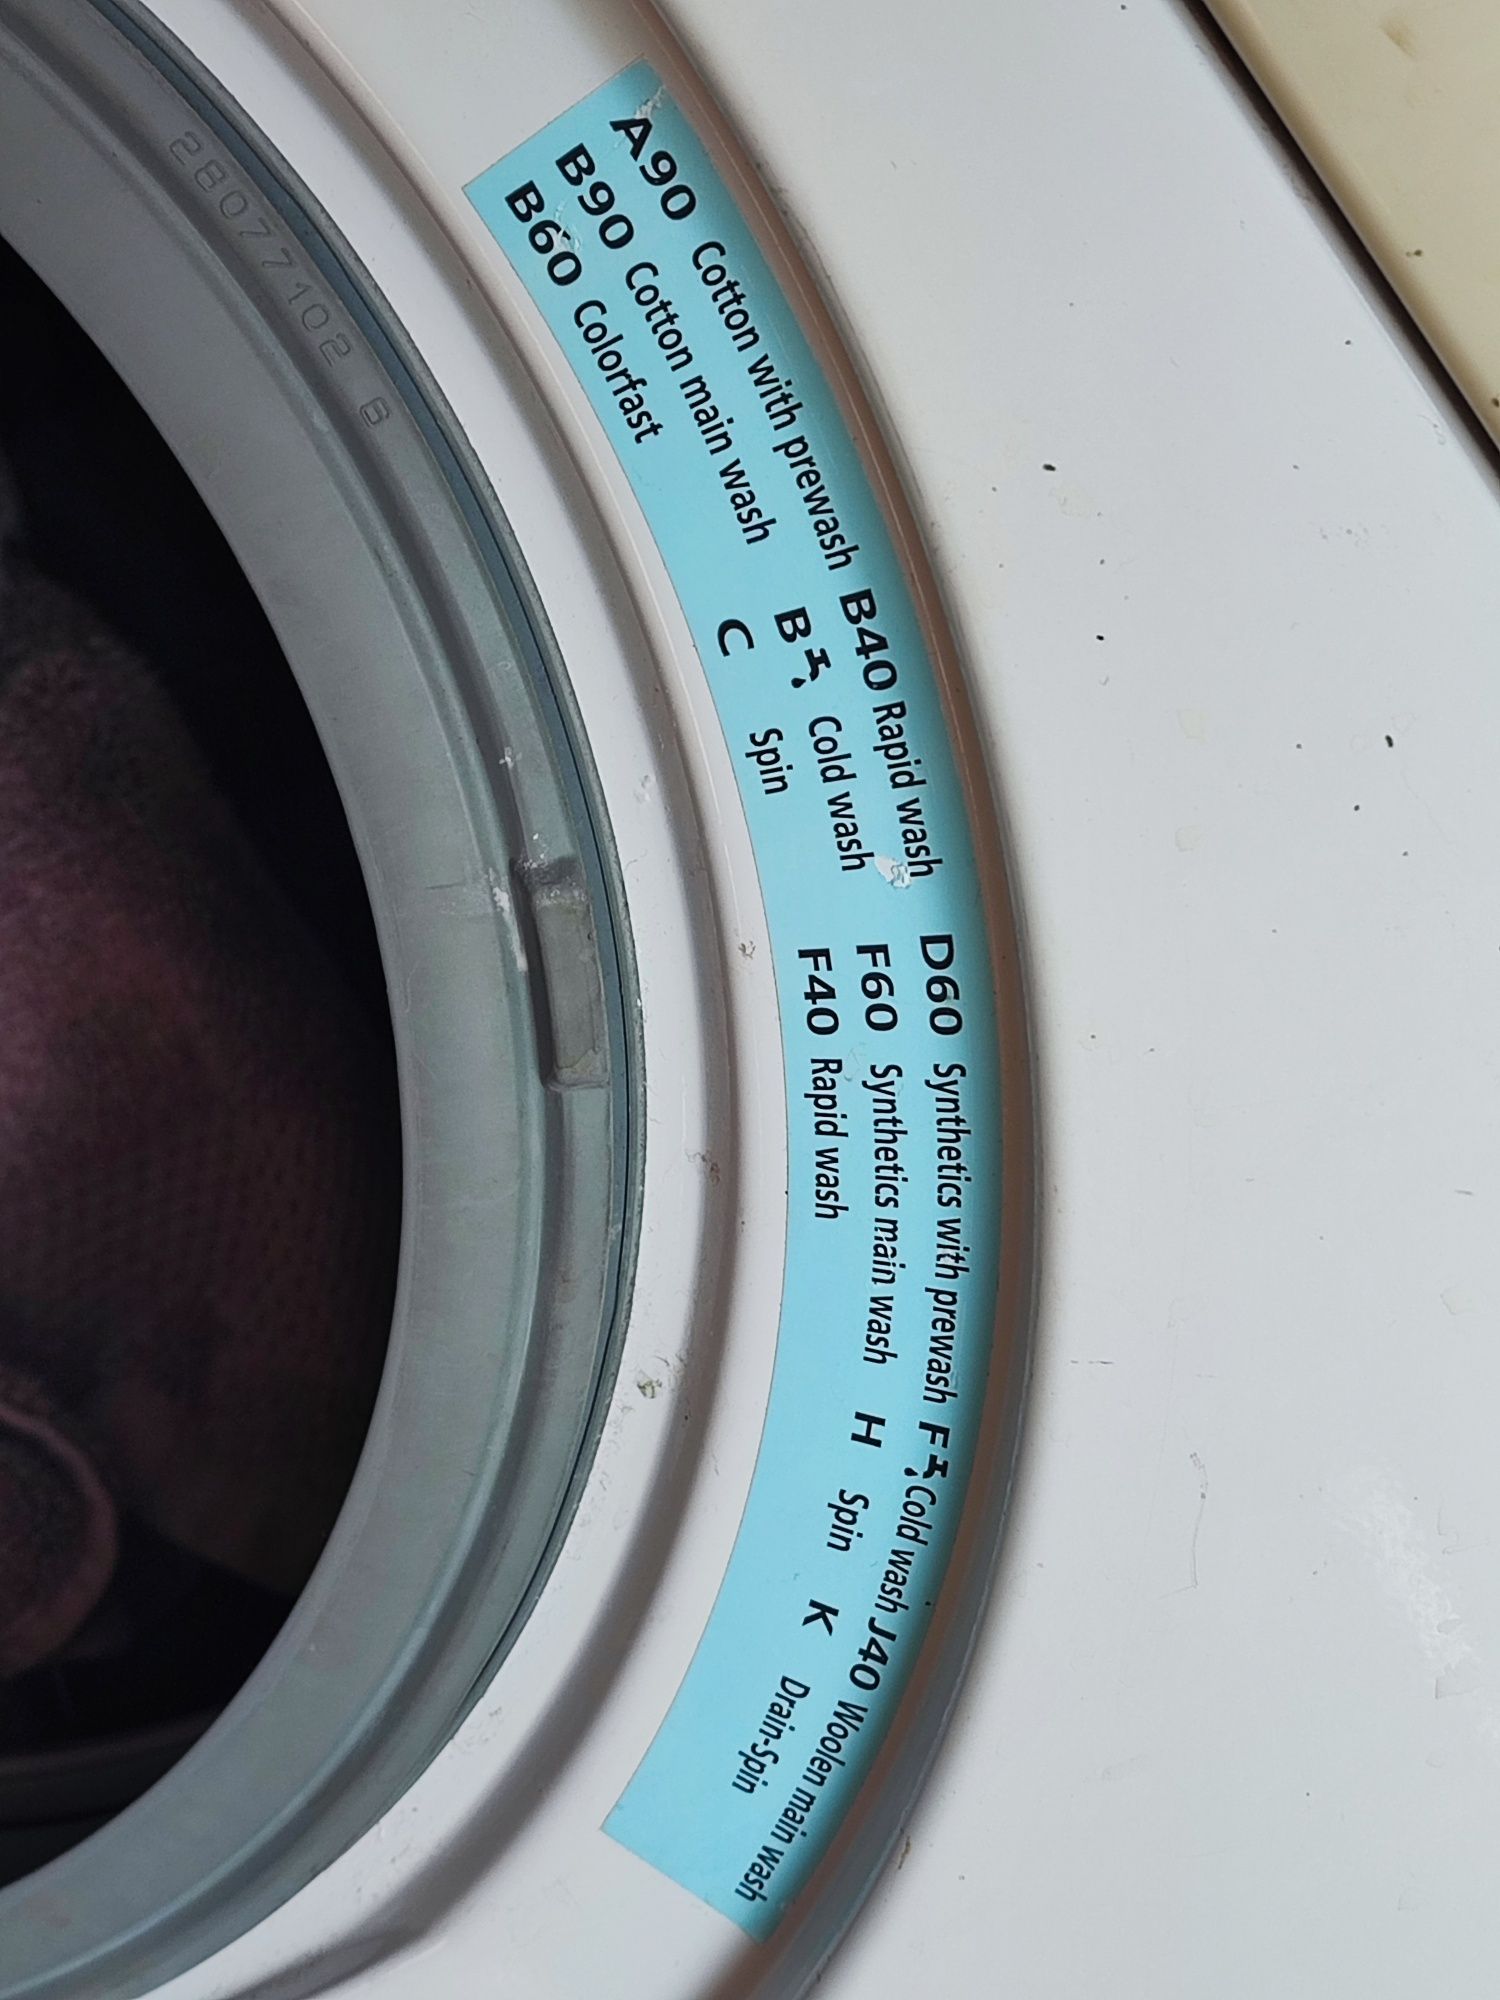 A90 Cotton with prewash
B90 Cotton main wash
B60 Colorfast
B40 Rapid wash
B Cold wash
C Spin
D60 Synthetics with prewash
F60 Synthetics main wash
F40 Rapid wash
F Cold wash
H Spin
J40 Woolen main wash
K Drain-Spin
28077102 6